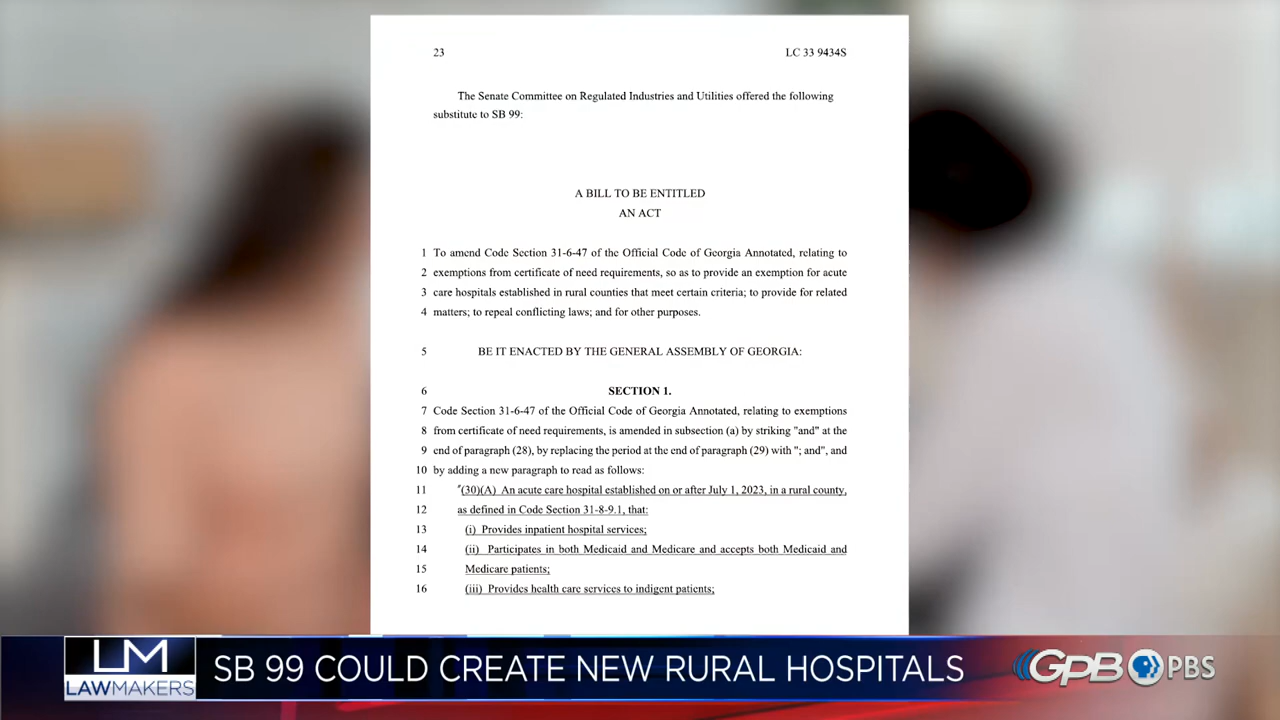 23 LC 33 9434S
The Senate Committee on Regulated Industries and Utilities offered the following
substitute to SB 99:
A BILL TO BE ENTITLED
AN ACT
1 To amend Code Section 31-6-47 of the Official Code of Georgia Annotated, relating to
2 exemptions from certificate of need requirements, so as to provide an exemption for acute
3 care hospitals established in rural counties that meet certain criteria; to provide for related
4 matters; to repeal conflicting laws; and for other purposes.
5 BE IT ENACTED BY THE GENERAL ASSEMBLY OF GEORGIA:
6 SECTION 1.
7 Code Section 31-6-47 of the Official Code of Georgia Annotated, relating to exemptions
8 from certificate of need requirements, is amended in subsection (a) by striking "and" at the
9 end of paragraph (28), by replacing the period at the end of paragraph (29) with "; and", and
10 by adding a new paragraph to read as follows:
11 "(30)(A) An acute care hospital established on or after July 1, 2023, in a rural county,
12 as defined in Code Section 31-8-9.1, that:
13 (i) Provides inpatient hospital services;
14 (ii) Participates in both Medicaid and Medicare and accepts both Medicaid and
15 Medicare patients;
16 (iii) Provides health care services to indigent patients;
LM
LAWMAKERS
SB 99 COULD CREATE NEW RURAL HOSPITALS
GPB PBS